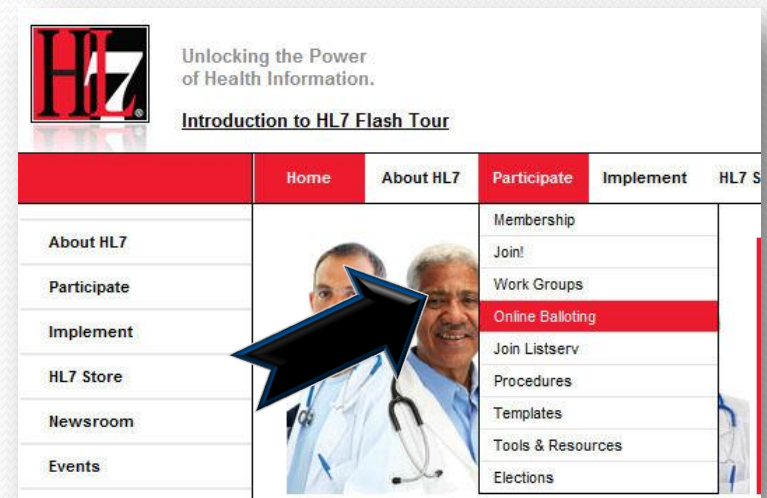 HL7
Unlocking the Power
of Health Information.
Introduction to HL7 Flash Tour
Home About HL7 Participate Implement HL7 S
About HL7
Participate
Implement
HL7 Store
Newsroom
Events
Membership
Join!
Work Groups
Online Balloting
Join Listserv
Procedures
Templates
Tools & Resources
Elections